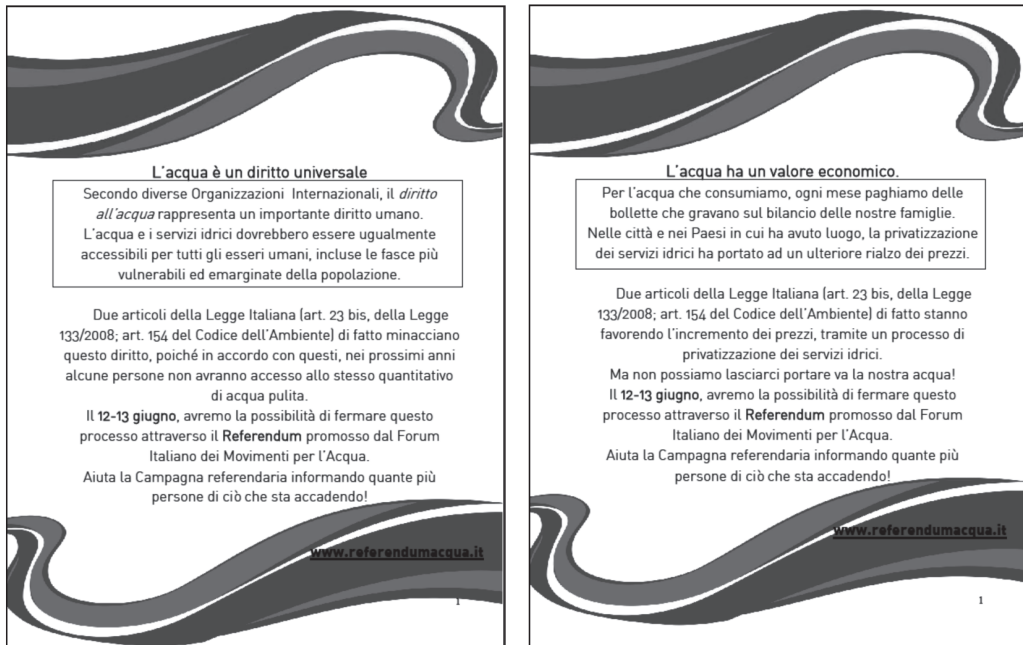 L'acqua è un diritto universale
Secondo diverse Organizzazioni Internazionali, il diritto
all'acqua rappresenta un importante diritto umano.
L'acqua e i servizi idrici dovrebbero essere ugualmente
accessibili per tutti gli esseri umani, incluse le fasce più
vulnerabili ed emarginate della popolazione.
Due articoli della Legge Italiana (art. 23 bis, della Legge
133/2008; art. 154 del Codice dell'Ambiente) di fatto minacciano
questo diritto, poiché in accordo con questi, nei prossimi anni
alcune persone non avranno accesso allo stesso quantitativo
di acqua pulita.
Il 12-13 giugno, avremo la possibilità di fermare questo
processo attraverso il Referendum promosso dal Forum
Italiano dei Movimenti per l'Acqua.
Aiuta la Campagna referendaria informando quante più
persone di ciò che sta accadendo!
www.referendumacqua.it
1
L'acqua ha un valore economico.
Per l'acqua che consumiamo, ogni mese paghiamo delle
bollette che gravano sul bilancio delle nostre famiglie.
Nelle città e nei Paesi in cui ha avuto luogo, la privatizzazione
dei servizi idrici ha portato ad un ulteriore rialzo dei prezzi.
Due articoli della Legge Italiana (art. 23 bis, della Legge
133/2008; art. 154 del Codice dell'Ambiente) di fatto stanno
favorendo l'incremento dei prezzi, tramite un processo di
privatizzazione dei servizi idrici.
Ma non possiamo lasciarci portare va la nostra acqua!
Il 12-13 giugno, avremo la possibilità di fermare questo
processo attraverso il Referendum promosso dal Forum
Italiano dei Movimenti per l'Acqua.
Aiuta la Campagna referendaria informando quante più
persone di ciò che sta accadendo!
www.referendumacqua.it
1